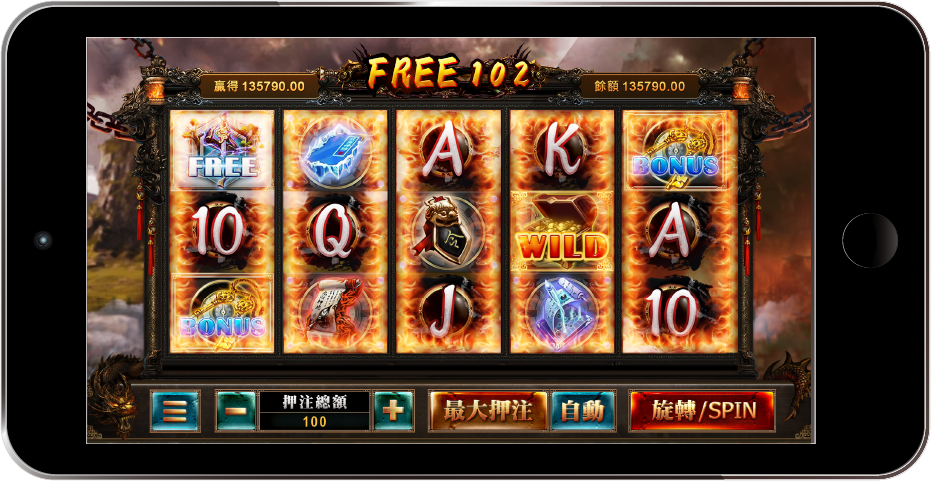 FREE 102
贏得 135790.00
餘額 135790.00
FREE
A
K
BONUS
10
Q
WILD
A
BONUS
J
10
押注總額
100
最大押注
自動
旋轉/SPIN